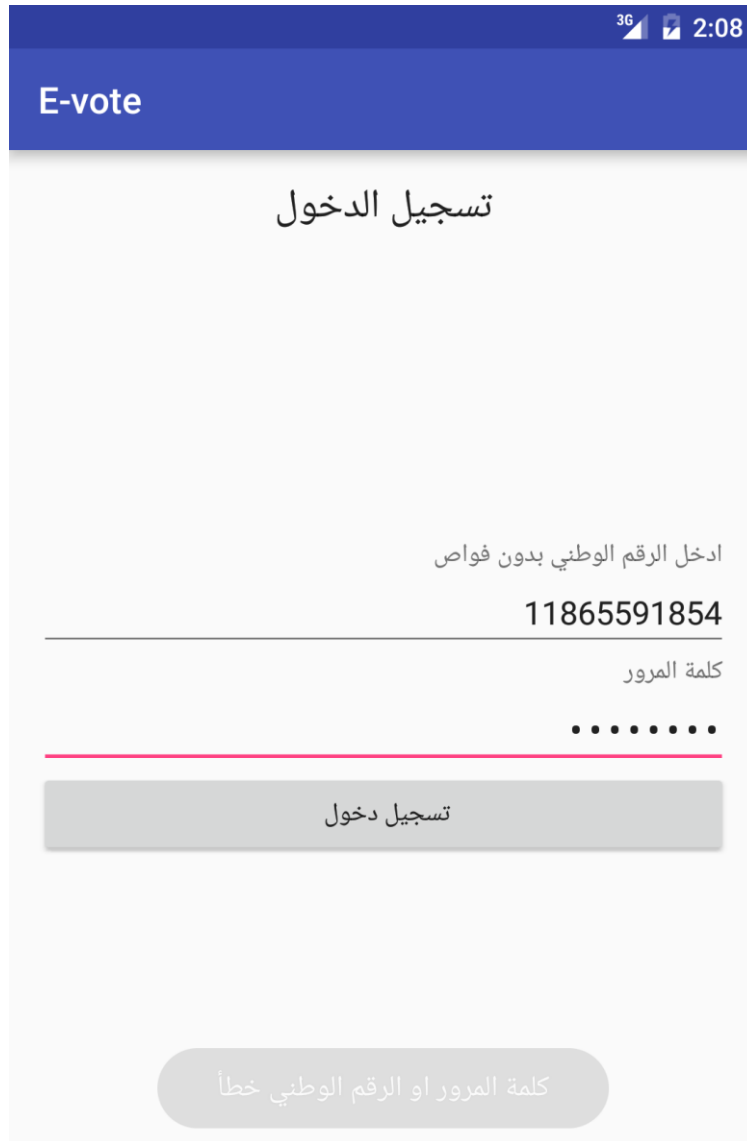 3G 2:08
E-vote
تسجيل الدخول
ادخل الرقم الوطني بدون فواص
11865591854
كلمة المرور
••••••••
تسجيل دخول
كلمة المرور او الرقم الوطني خطأ